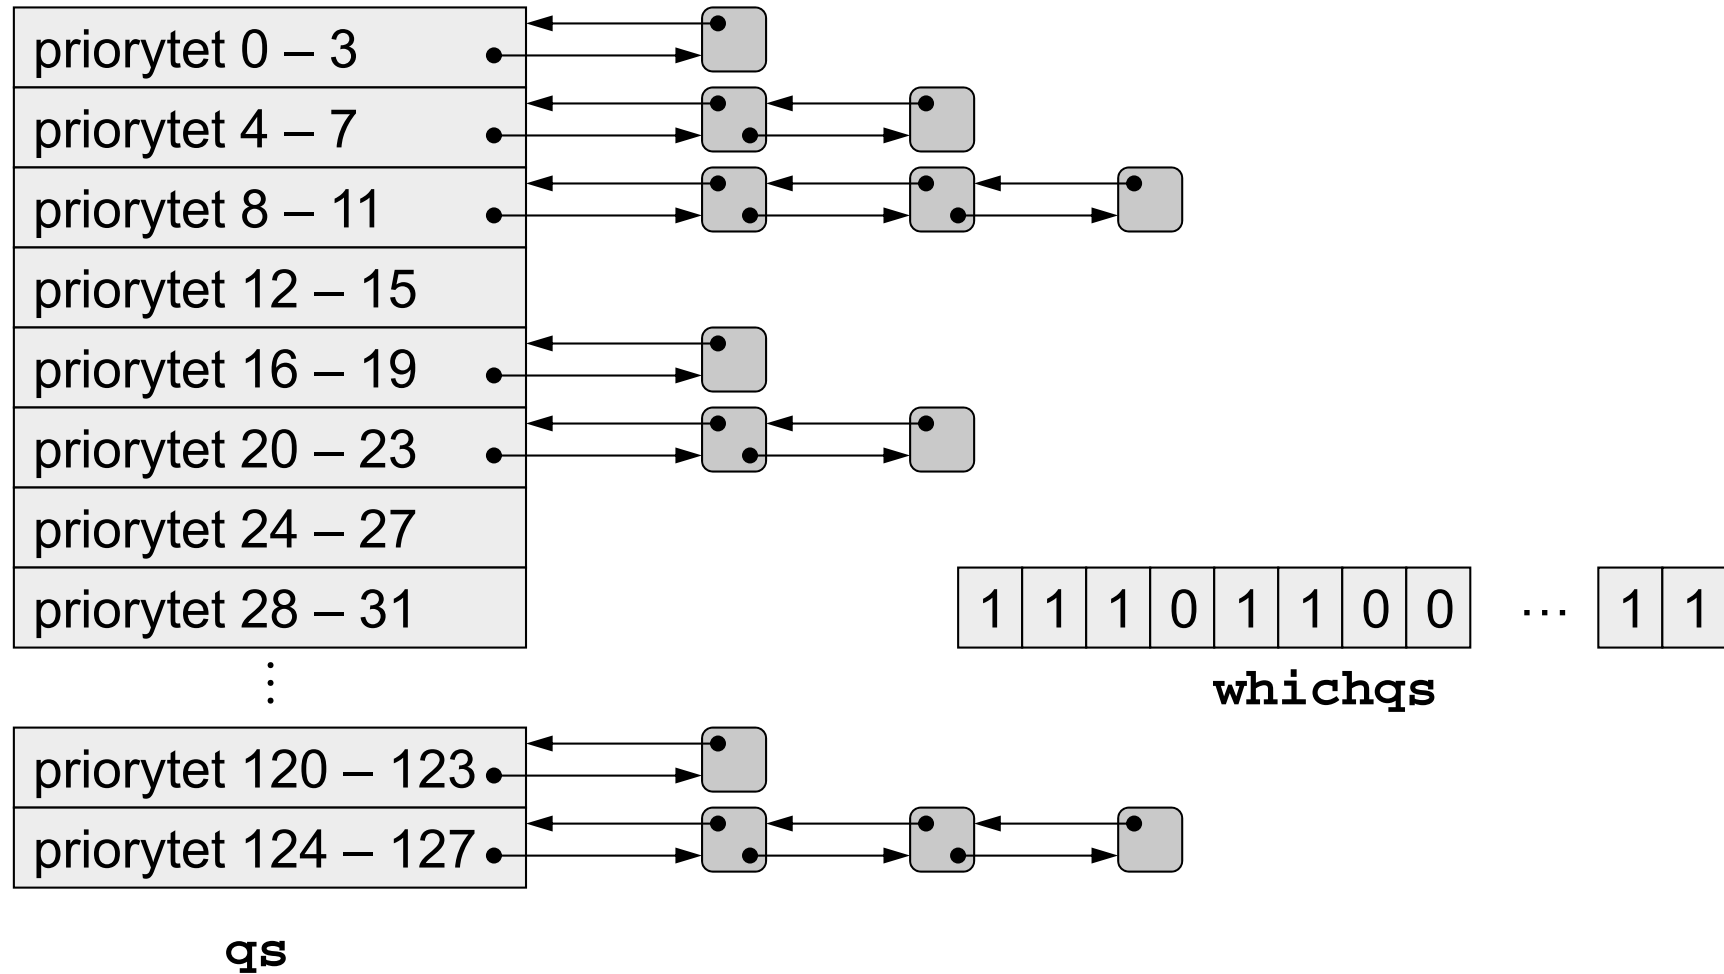 priorytet 0 – 3
priorytet 4 – 7
priorytet 8 – 11
priorytet 12 – 15
priorytet 16 – 19
priorytet 20 – 23
priorytet 24 – 27
priorytet 28 – 31
⋮
priorytet 120 – 123
priorytet 124 – 127
qs
1 1 1 0 1 1 0 0 ... 1 1
whichqs